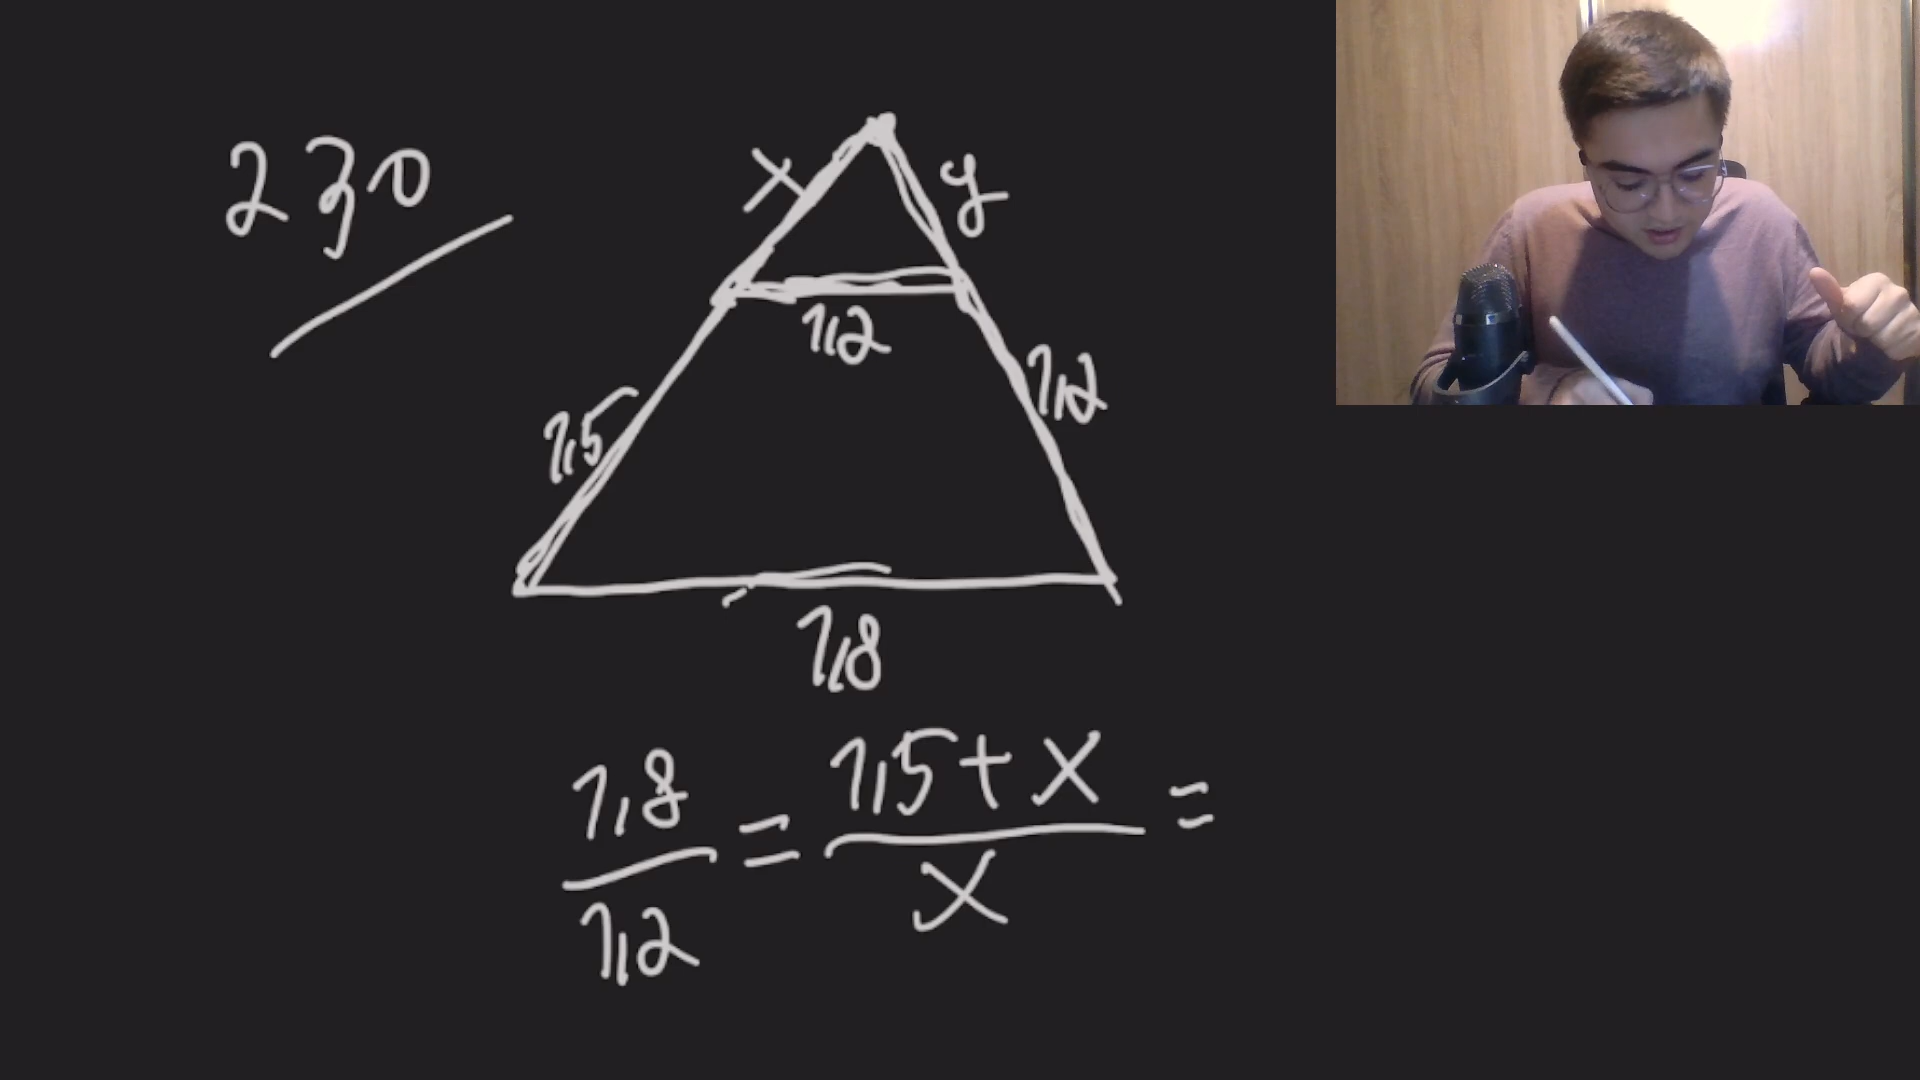 230
x
y
1,2
1,5
1,2
1,8
1,8/1,2 = 1,5+x/x =